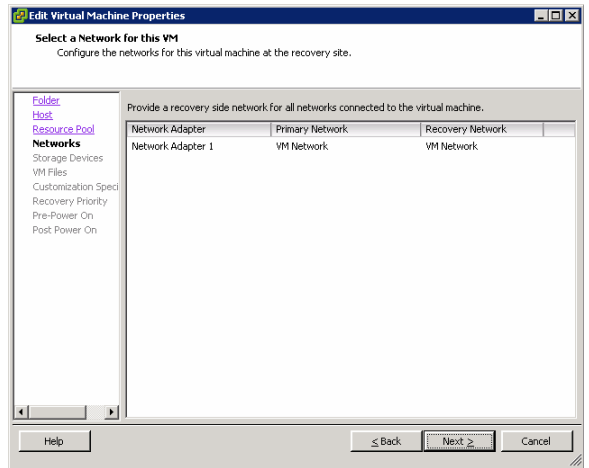 Edit Virtual Machine Properties
Select a Network for this VM
Configure the networks for this virtual machine at the recovery site.
Folder
Host
Resource Pool
Networks
Storage Devices
VM Files
Customization Speci
Recovery Priority
Pre-Power On
Post Power On
Provide a recovery side network for all networks connected to the virtual machine.
Network Adapter Primary Network Recovery Network
Network Adapter 1 VM Network VM Network
Help < Back Next > Cancel